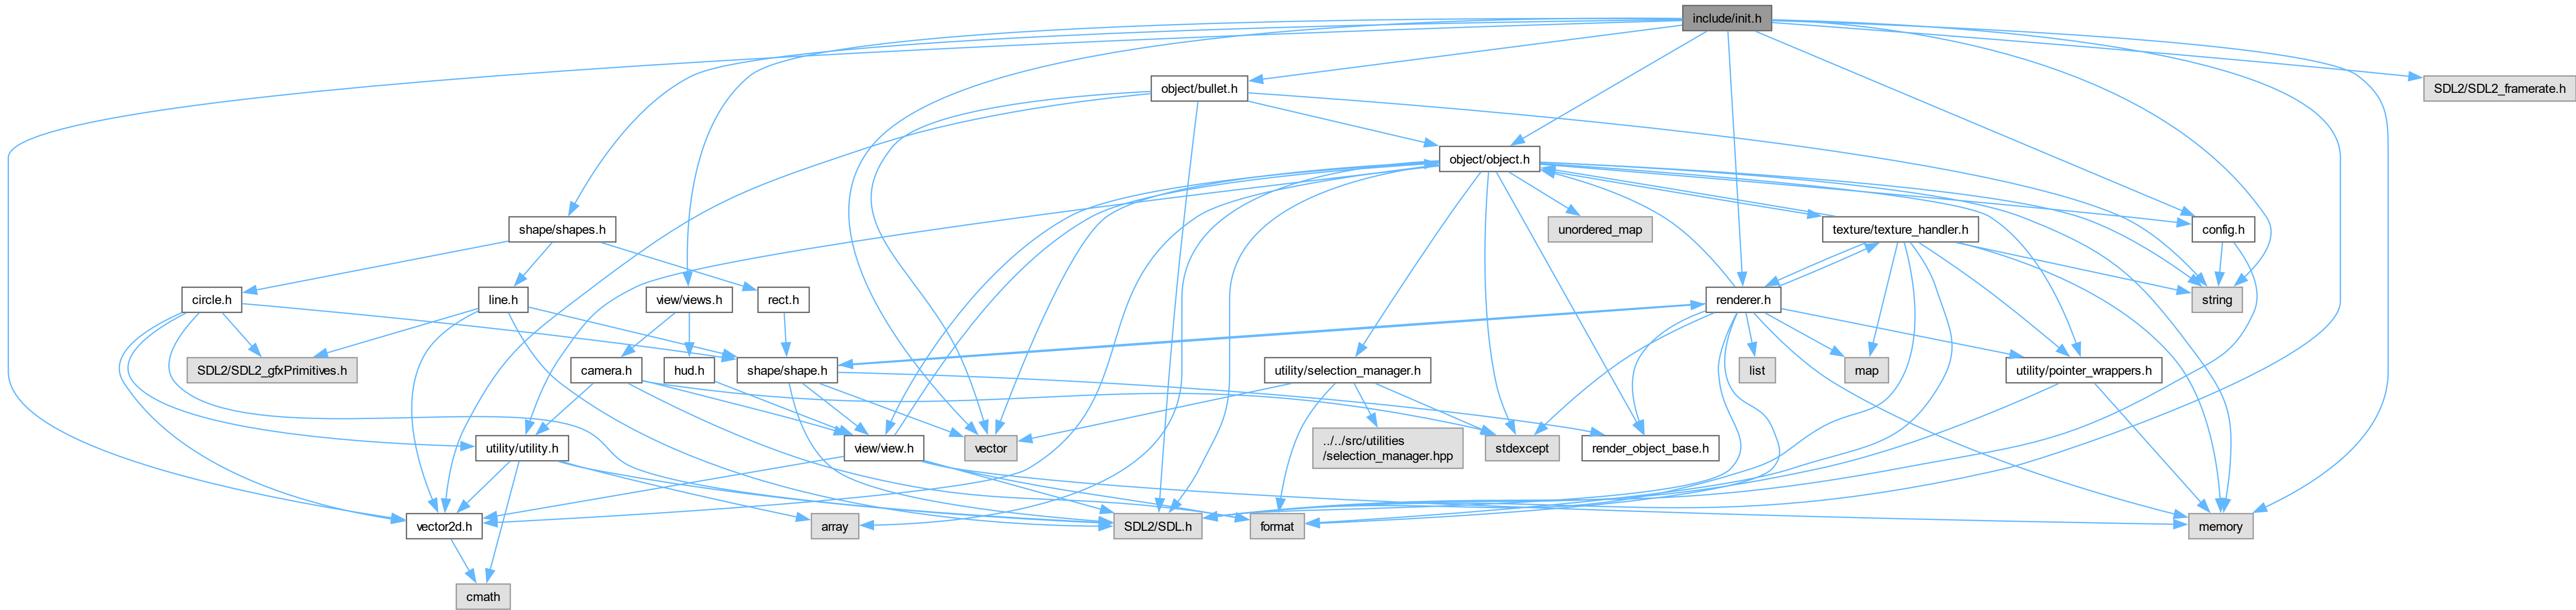 include/init.h
object/bullet.h
SDL2/SDL2_framerate.h
object/object.h
shape/shapes.h
unordered_map
texture/texture_handler.h
config.h
circle.h
line.h
view/views.h
rect.h
renderer.h
string
SDL2/SDL2_gfxPrimitives.h
camera.h
hud.h
shape/shape.h
utility/selection_manager.h
list
map
utility/pointer_wrappers.h
utility/utility.h
view/view.h
vector
../../src/utilities
/selection_manager.hpp
stdexcept
render_object_base.h
vector2d.h
array
SDL2/SDL.h
format
memory
cmath